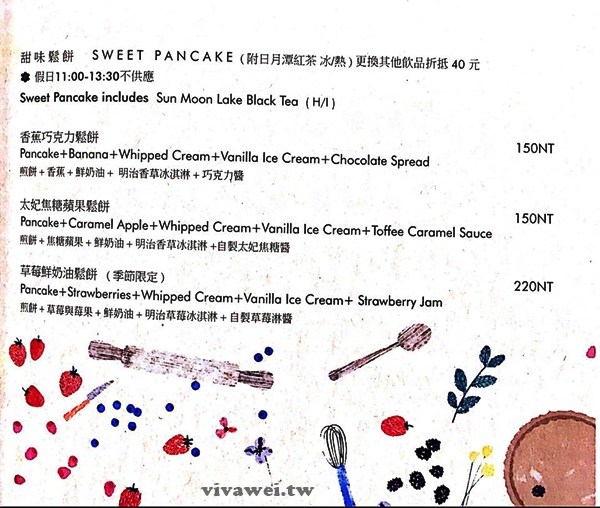 甜味鬆餅 SWEET PANCAKE (附日月潭紅茶 冰/熱) 更換其他飲品折抵 40 元
✽ 假日11:00-13:30不供應
Sweet Pancake includes Sun Moon Lake Black Tea (H/I)
香蕉巧克力鬆餅
Pancake+Banana+Whipped Cream+Vanilla Ice Cream+Chocolate Spread 150NT
煎餅+香蕉+鮮奶油+ 明治香草冰淇淋+巧克力醬
太妃焦糖蘋果鬆餅
Pancake+Caramel Apple+Whipped Cream+Vanilla Ice Cream+Toffee Caramel Sauce 150NT
煎餅+焦糖蘋果+鮮奶油+明治香草冰淇淋+自製太妃焦糖醬
草莓鮮奶油鬆餅 (季節限定)
Pancake+Strawberries+Whipped Cream+Vanilla Ice Cream+ Strawberry Jam 220NT
煎餅+草莓與莓果+鮮奶油+明治草莓冰淇淋+自製草莓淋醬
vivawei.tw